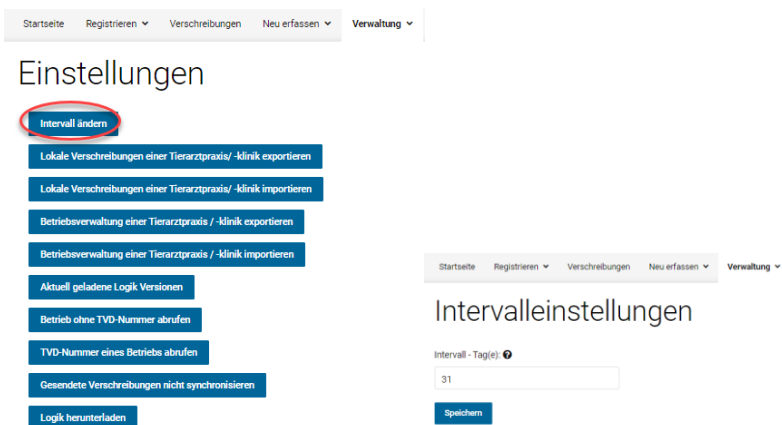 Startseite Registrieren Verschreibungen Neu erfassen Verwaltung
Einstellungen
Intervall ändern
Lokale Verschreibungen einer Tierarztpraxis/ -klinik exportieren
Lokale Verschreibungen einer Tierarztpraxis/ -klinik importieren
Betriebsverwaltung einer Tierarztpraxis / -klinik exportieren
Betriebsverwaltung einer Tierarztpraxis / -klinik importieren
Aktuell geladene Logik Versionen
Betrieb ohne TVD-Nummer abrufen
TVD-Nummer eines Betriebs abrufen
Gesendete Verschreibungen nicht synchronisieren
Logik herunterladen
Startseite Registrieren Verschreibungen Neu erfassen Verwaltung
Intervalleinstellungen
Intervall - Tag(e): ?
31
Speichern